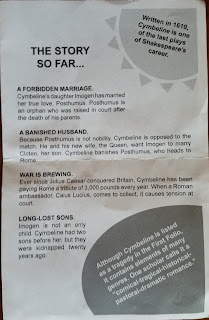 Written in 1610,
Cymbeline is one
of the last plays
of Shakespeare's
career.
THE STORY
SO FAR...
A FORBIDDEN MARRIAGE.
Cymbeline's daughter Imogen has married
her true love, Posthumus. Posthumus is
an orphan who was raised in court after
the death of his parents.
A BANISHED HUSBAND.
Because Posthumus is not nobility, Cymbeline is opposed to the
match. He and his new wife, the Queen, want Imogen to marry
Cloten, her son. Cymbeline banishes Posthumus, who heads to
Rome.
WAR IS BREWING.
Ever since Julius Caesar conquered Britain, Cymbeline has been
paying Rome a tribute of 3,000 pounds every year. When a Roman
ambassador, Caius Lucius, comes to collect, it causes tension at
court.
LONG-LOST SONS.
Imogen is not an only
child. Cymbeline had two
sons before her, but they
were kidnapped twenty
years ago.
Although Cymbeline is listed
as a tragedy in the First Folio,
it contains elements of many
genres. One scholar calls it a
"comical-tragical-historical-
pastoral-dramatic romance."